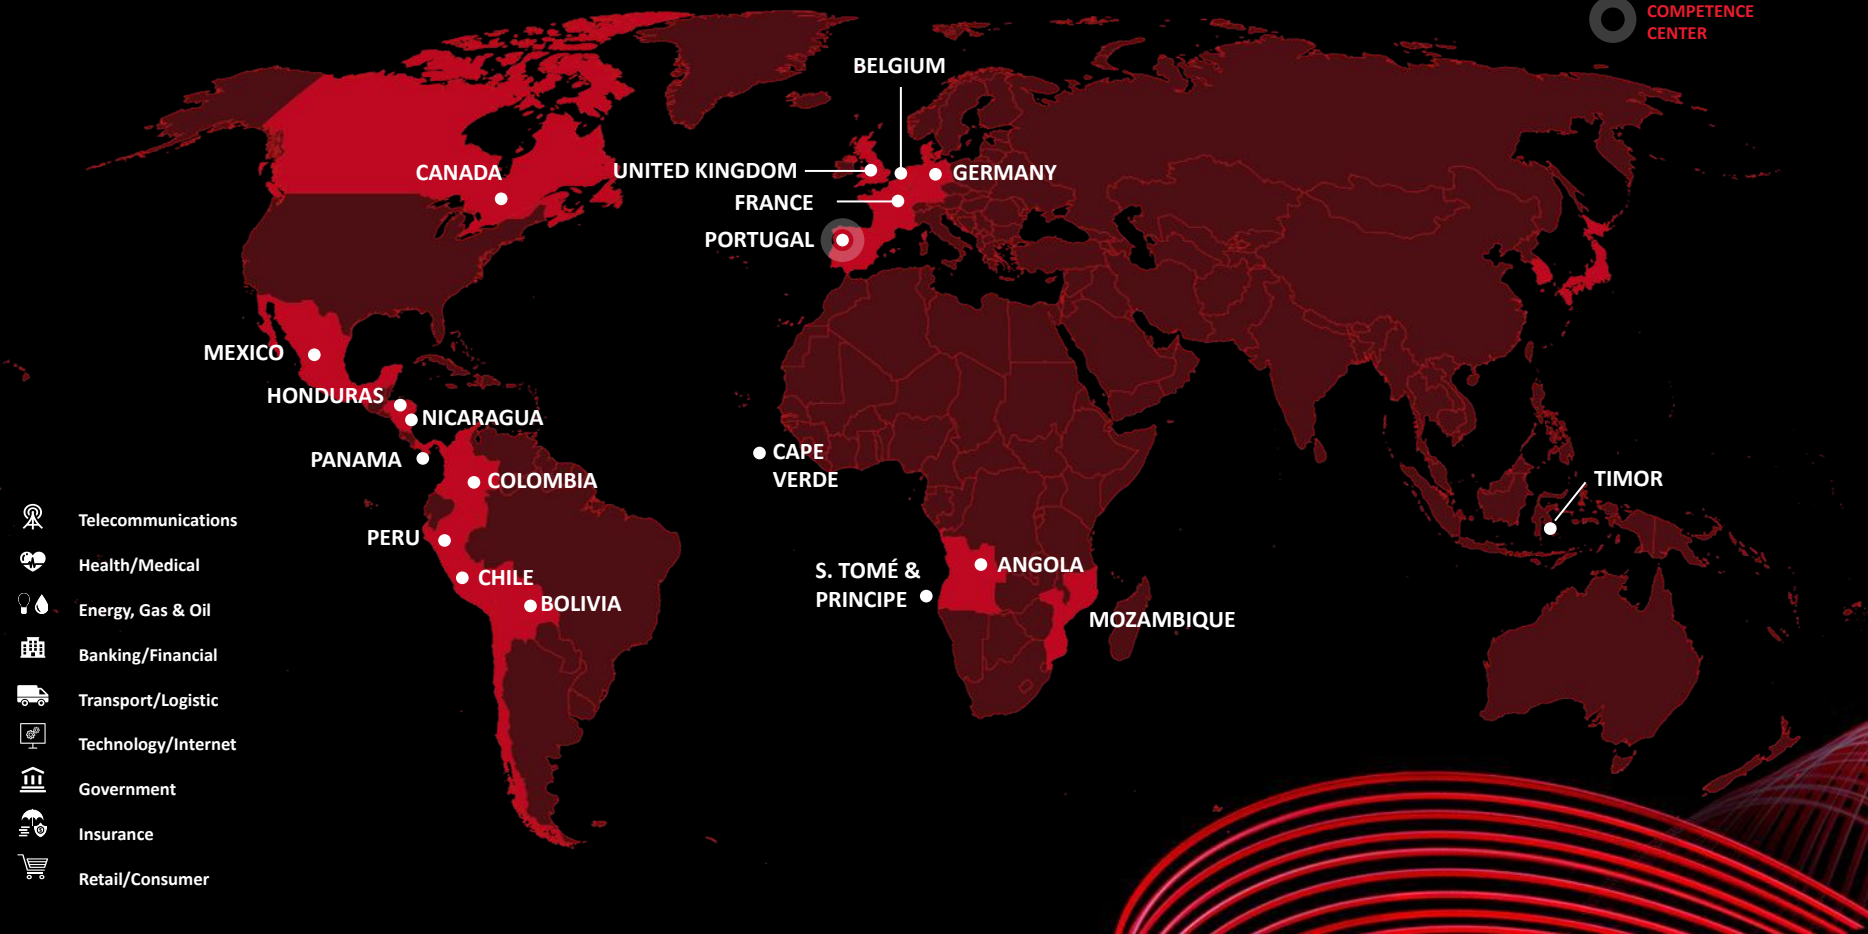 COMPETENCE
CENTER
BELGIUM
CANADA
UNITED KINGDOM
GERMANY
FRANCE
PORTUGAL
MEXICO
HONDURAS
NICARAGUA
PANAMA
COLOMBIA
CAPE
VERDE
TIMOR
PERU
CHILE
BOLIVIA
S. TOMÉ &
PRINCIPE
ANGOLA
MOZAMBIQUE
Telecommunications
Health/Medical
Energy, Gas & Oil
Banking/Financial
Transport/Logistic
Technology/Internet
Government
Insurance
Retail/Consumer